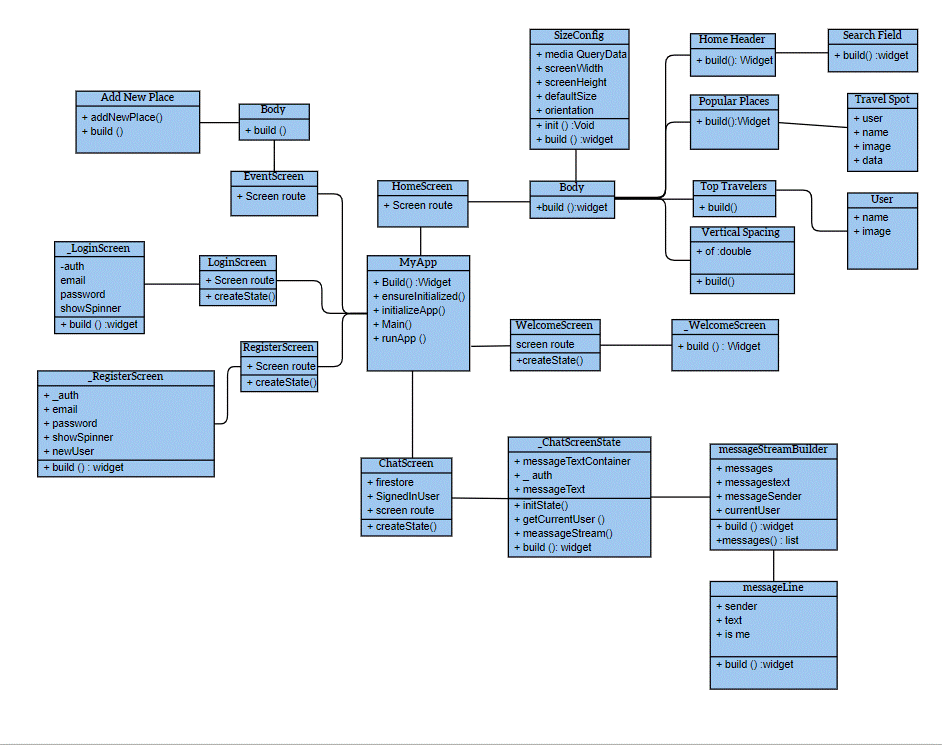 SizeConfig
+ media QueryData
+ screenWidth
+ screenHeight
+ defaultSize
+ orientation
+ init () :Void
+ build () :widget
Home Header
+ build(): Widget
Search Field
+ build() :widget
Add New Place
+ addNewPlace()
+ build ()
Body
+ build ()
Popular Places
+ build():Widget
Travel Spot
+ user
+ name
+ image
+ data
EventScreen
+ Screen route
HomeScreen
+ Screen route
Body
+build ():widget
Top Travelers
+ build()
User
+ name
+ image
Vertical Spacing
+ of :double
+ build()
_LoginScreen
-auth
email
password
showSpinner
+ build () :widget
LoginScreen
+ Screen route
+ createState()
MyApp
+ Build() :Widget
+ ensureInitialized()
+ initializeApp()
+ Main()
+ runApp ()
WelcomeScreen
screen route
+createState()
_WelcomeScreen
+ build () : Widget
RegisterScreen
+ Screen route
+ createState()
_RegisterScreen
+ _auth
+ email
+ password
+ showSpinner
+ newUser
+ build () : widget
ChatScreen
+ firestore
+ SignedInUser
+ screen route
+ createState()
_ChatScreenState
+ messageTextContainer
+ _ auth
+ messageText
+ initState()
+ getCurrentUser ()
+ meassageStream()
+ build (): widget
messageStreamBuilder
+ messages
+ messagestext
+ messageSender
+ currentUser
+ build () :widget
+messages() : list
messageLine
+ sender
+ text
+ is me
+ build () :widget